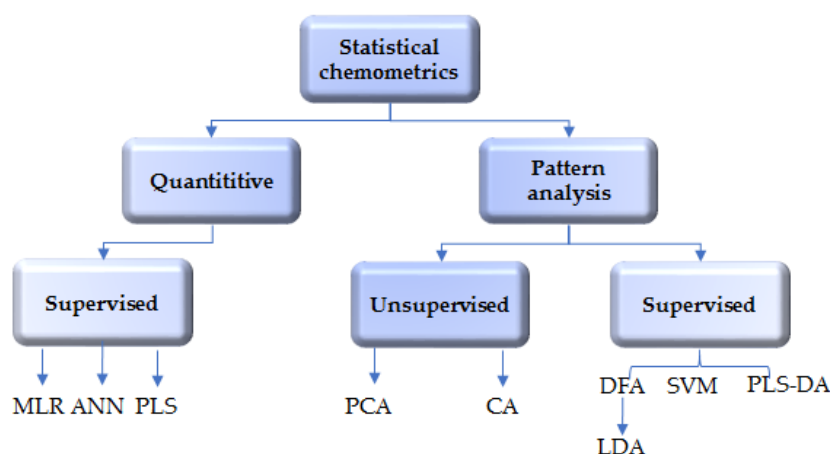 Statistical
chemometrics
Quantititive
Pattern
analysis
Supervised
Unsupervised
Supervised
MLR ANN PLS
PCA
CA
DFA SVM PLS-DA
LDA